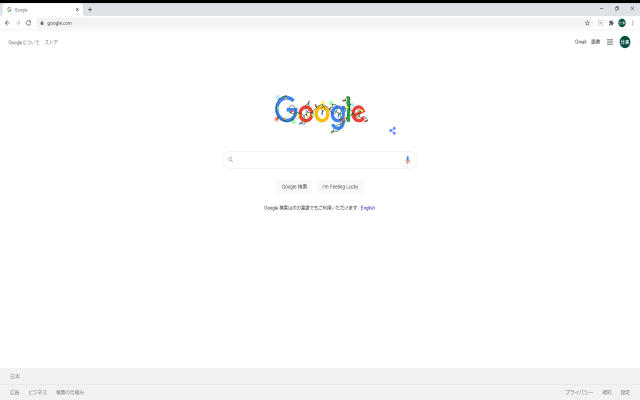 Google
google.com
Googleについて ストア
Gmail 画像
仕事
Google
Google 検索 I'm Feeling Lucky
Google 検索は次の言語でもご利用いただけます: English
日本
広告 ビジネス 検索の仕組み
プライバシー 規約 設定